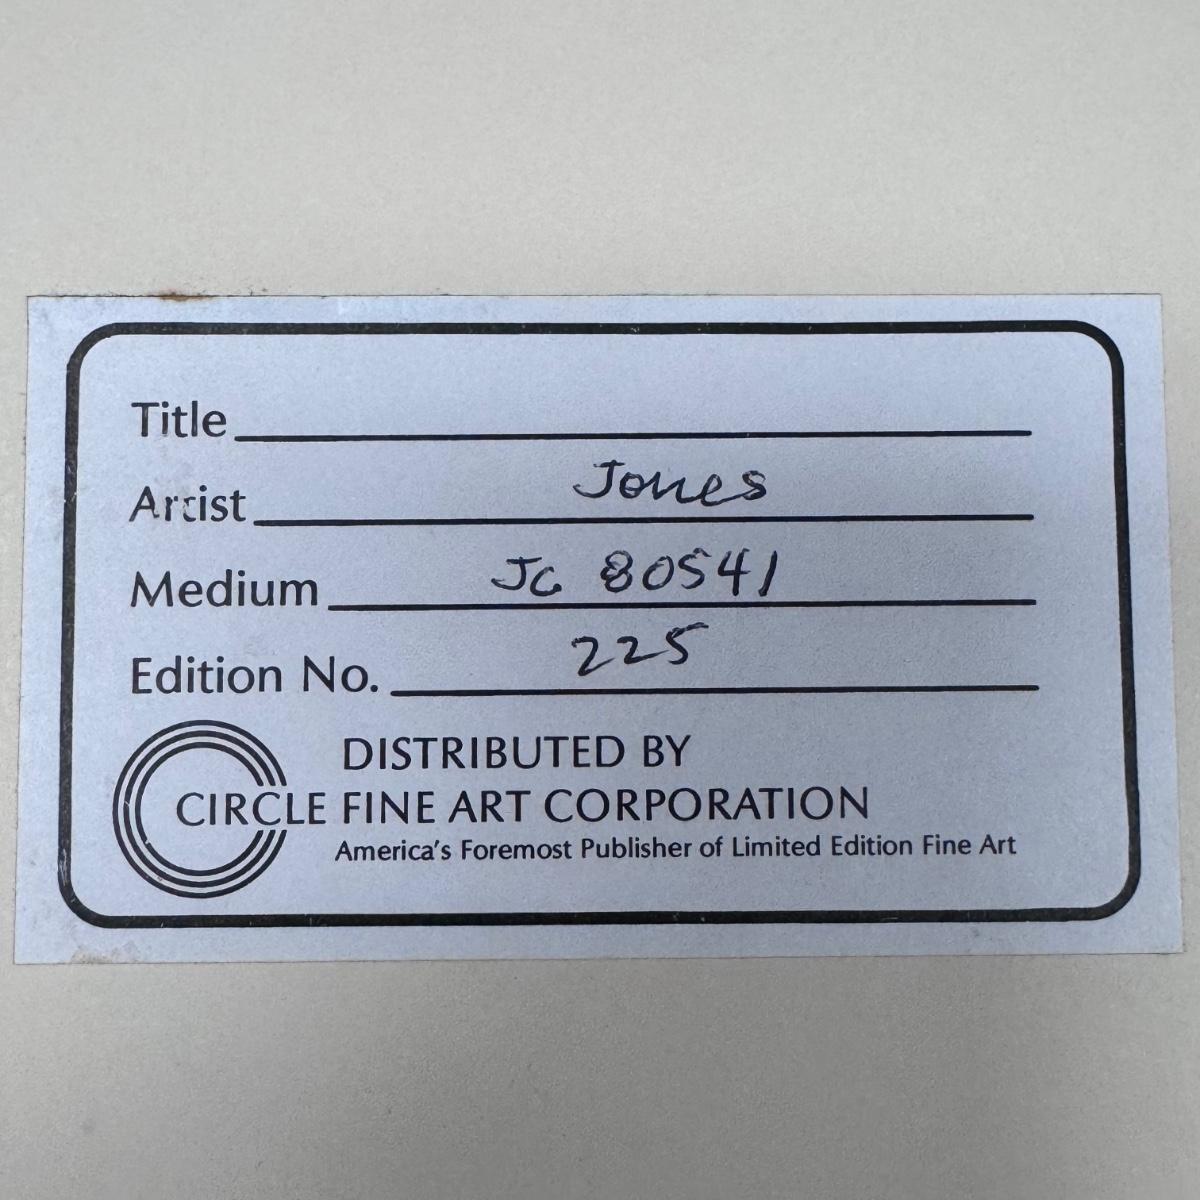 Title
Artist Jones
Medium JG 80541
Edition No. 225
DISTRIBUTED BY
CIRCLE FINE ART CORPORATION
America's Foremost Publisher of Limited Edition Fine Art